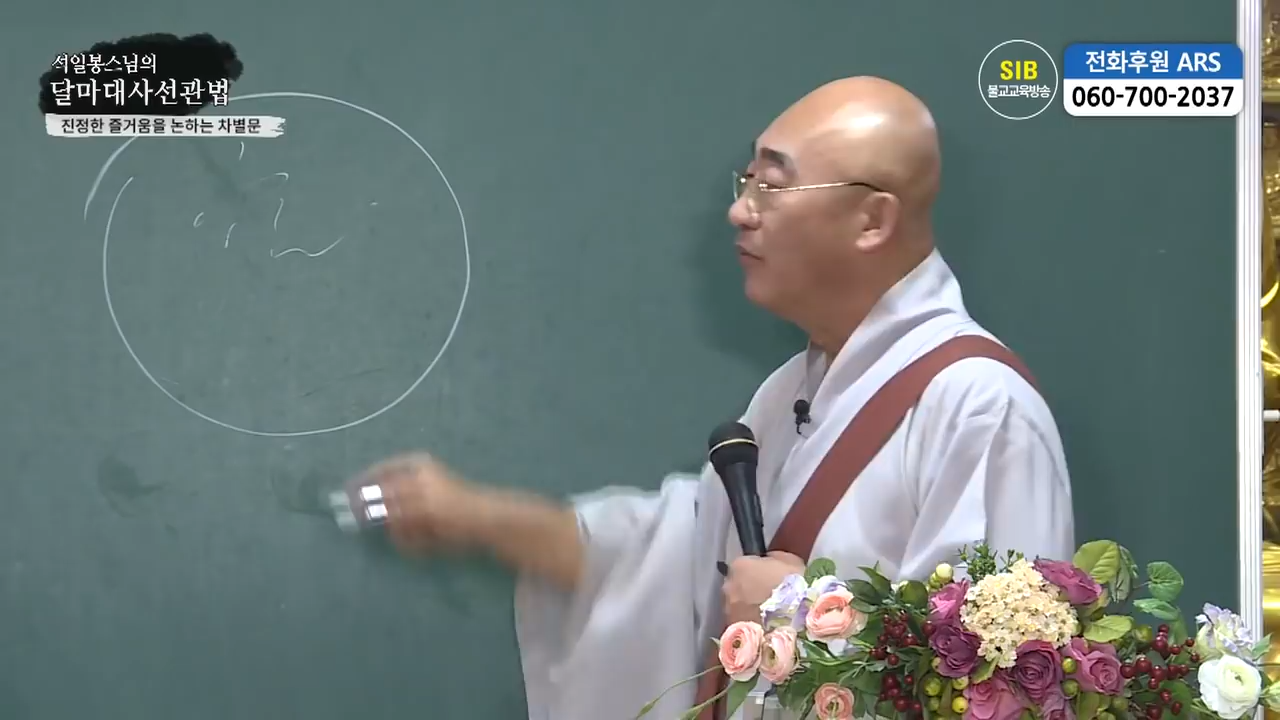 석일봉스님의
달마대사선관법
진정한 즐거움을 논하는 차별문
SIB
불교교육방송
전화후원 ARS
060-700-2037